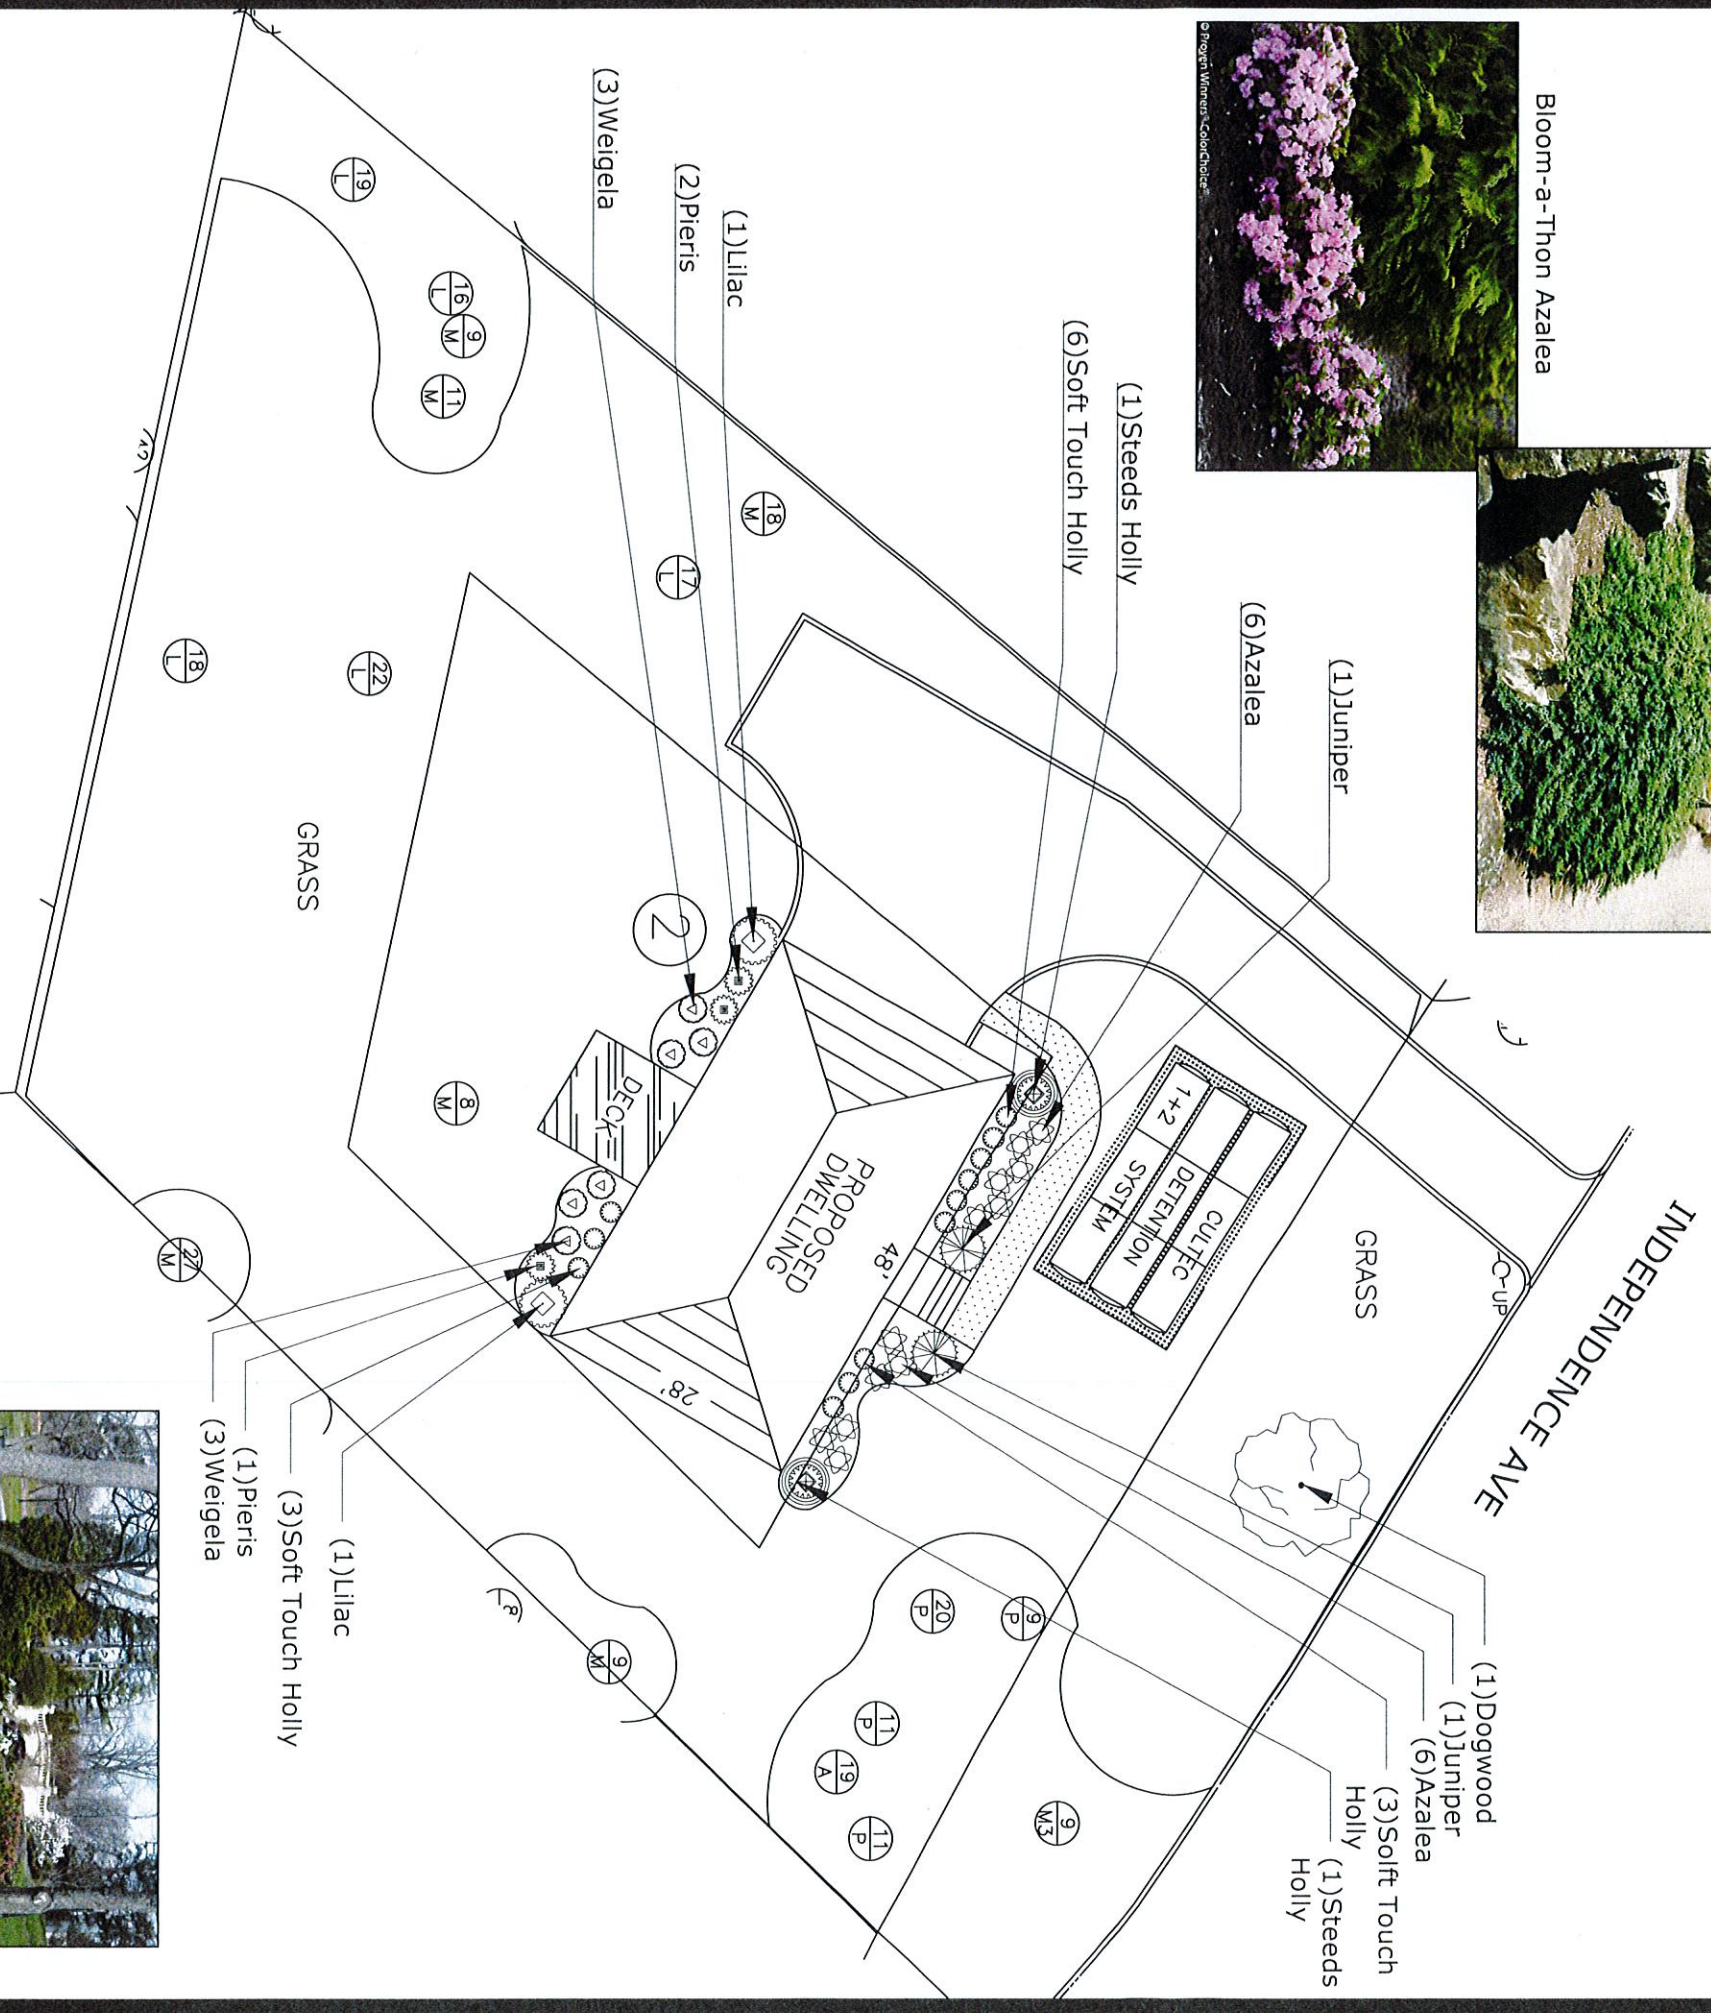 Bloom-a-Thon Azalea
© Proven Winners® ColorChoice®
INDEPENDENCE AVE
UP
GRASS
(1)Juniper
(6)Azalea
(1)Steeds Holly
(6)Soft Touch Holly
(1)Lilac
(2)Pieris
(3)Weigela
CULTEC
DETENTION
SYSTEM
1+2
PROPOSED
DWELLING
48'
28'
DECK
2
GRASS
(1)Dogwood
(1)Juniper
(6)Azalea
(3)Solft Touch
Holly
(1)Steeds
Holly
(1)Lilac
(3)Soft Touch Holly
(1)Pieris
(3)Weigela
19
L
16
L
9
M
11
M
18
M
17
L
22
L
18
L
8
M
27
M
9
M
20
P
9
P
11
P
19
A
11
P
9
M3